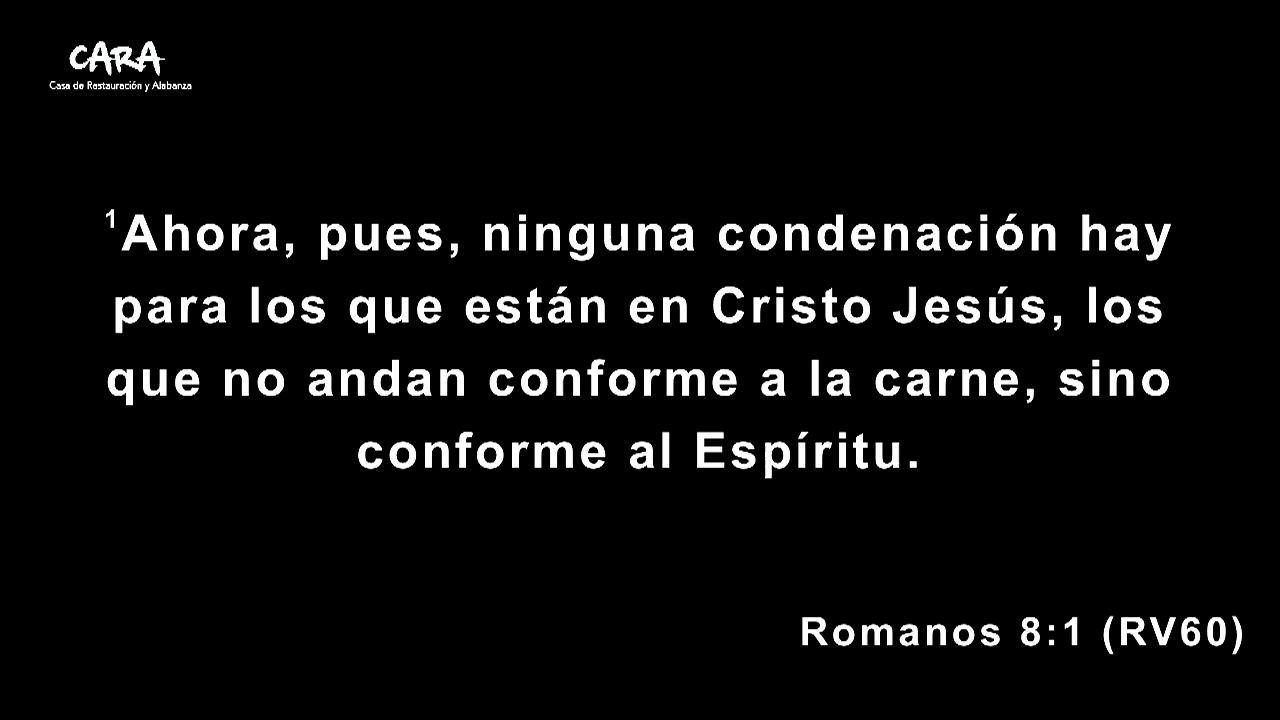 CARA
Casa de Restauración y Alabanza
¹Ahora, pues, ninguna condenación hay
para los que están en Cristo Jesús, los
que no andan conforme a la carne, sino
conforme al Espíritu.
Romanos 8:1 (RV60)